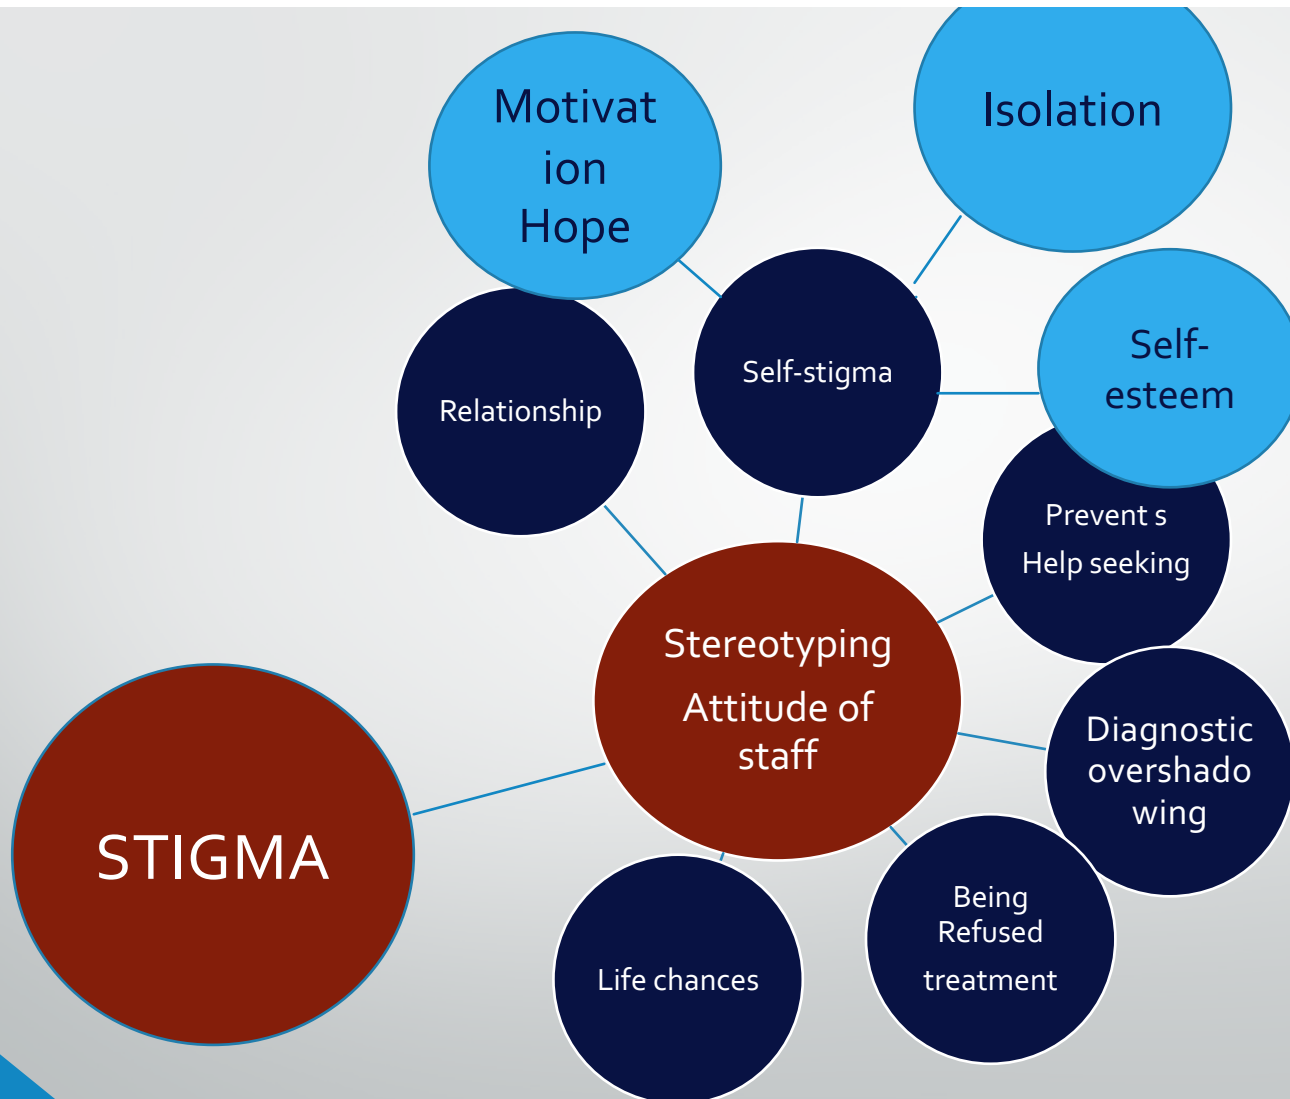 Motivat
ion
Hope
Isolation
Self-stigma
Self-
esteem
Relationship
Prevent s
Help seeking
Stereotyping
Attitude of
staff
Diagnostic
overshado
wing
STIGMA
Being
Refused
treatment
Life chances